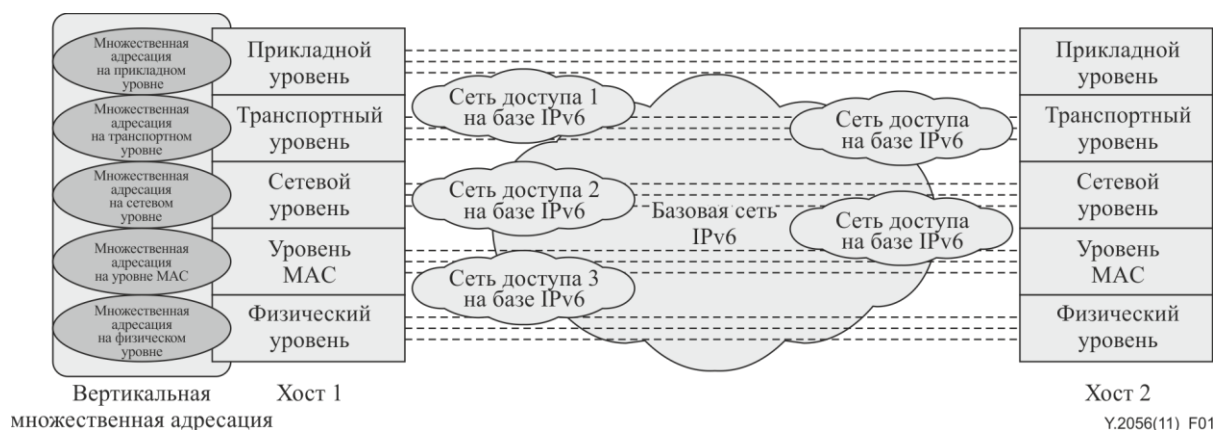 Множественная
адресация
на прикладном
уровне
Множественная
адресация
на транспортном
уровне
Множественная
адресация
на сетевом
уровне
Множественная
адресация
на уровне MAC
Множественная
адресация
на физическом
уровне
Вертикальная
множественная адресация
Прикладной
уровень
Транспортный
уровень
Сетевой
уровень
Уровень
MAC
Физический
уровень
Хост 1
Сеть доступа 1
на базе IPv6
Сеть доступа 2
на базе IPv6
Сеть доступа 3
на базе IPv6
Базовая сеть
IPv6
Сеть доступа
на базе IPv6
Сеть доступа
на базе IPv6
Прикладной
уровень
Транспортный
уровень
Сетевой
уровень
Уровень
MAC
Физический
уровень
Хост 2
Y.2056(11)_F01